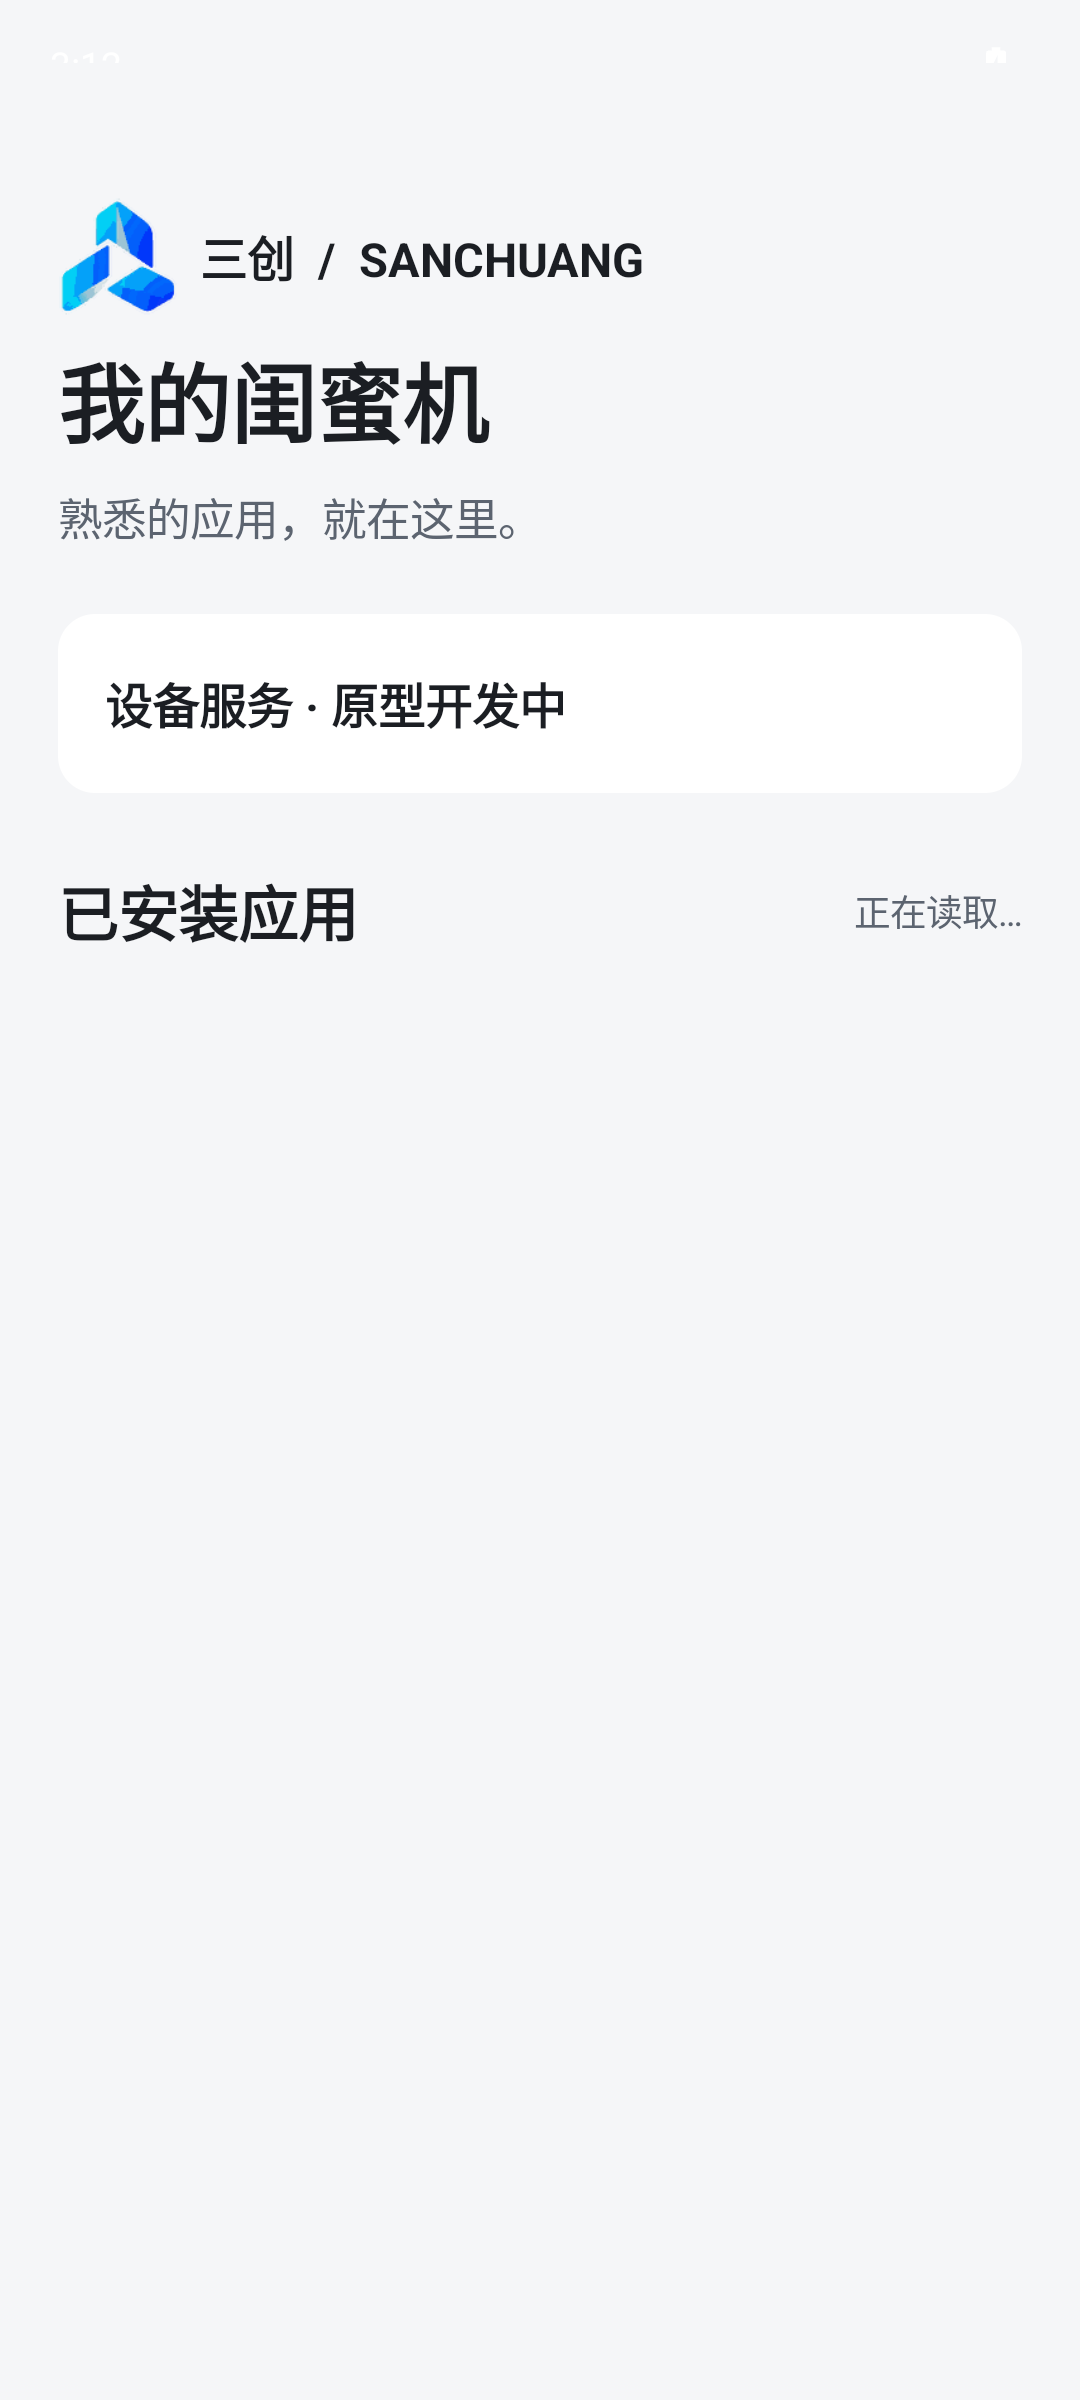 三创 / SANCHUANG
我的闺蜜机
熟悉的应用，就在这里。
设备服务 · 原型开发中
已安装应用
正在读取...